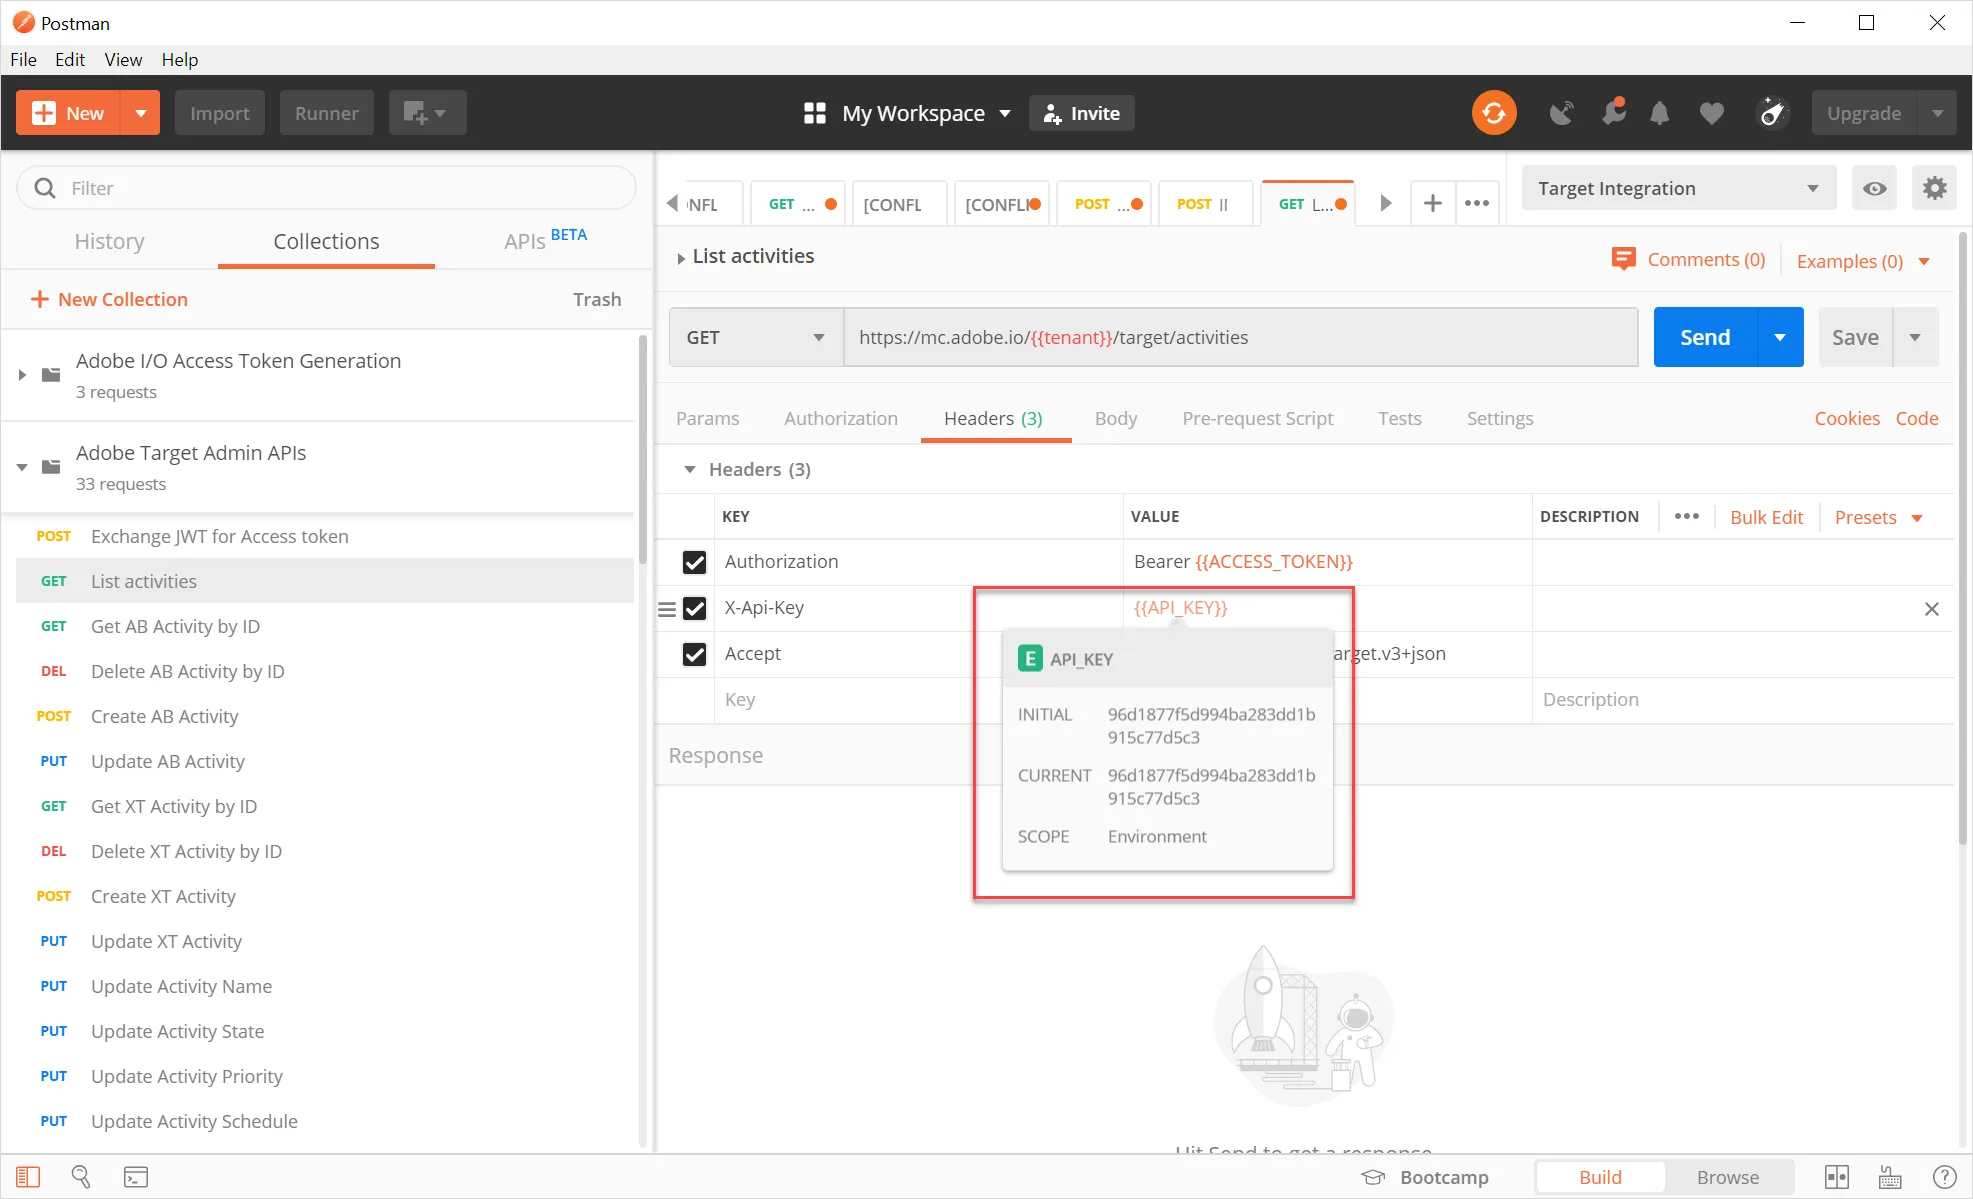 Postman
File Edit View Help
New Import Runner My Workspace Invite Upgrade
Filter
History Collections APIs BETA
New Collection Trash
Adobe I/O Access Token Generation
3 requests
Adobe Target Admin APIs
33 requests
POST Exchange JWT for Access token
GET List activities
GET Get AB Activity by ID
DEL Delete AB Activity by ID
POST Create AB Activity
PUT Update AB Activity
GET Get XT Activity by ID
DEL Delete XT Activity by ID
POST Create XT Activity
PUT Update XT Activity
PUT Update Activity Name
PUT Update Activity State
PUT Update Activity Priority
PUT Update Activity Schedule
GET ... [CONFL [CONFLI POST ... POST GET L... Target Integration
List activities Comments (0) Examples (0)
GET https://mc.adobe.io/{{tenant}}/target/activities Send Save
Params Authorization Headers (3) Body Pre-request Script Tests Settings Cookies Code
Headers (3)
KEY VALUE DESCRIPTION Bulk Edit Presets
Authorization Bearer {{ACCESS_TOKEN}}
X-Api-Key {{API_KEY}}
Accept arget.v3+json
Key Description
E API_KEY
INITIAL 96d1877f5d994ba283dd1b
915c77d5c3
CURRENT 96d1877f5d994ba283dd1b
915c77d5c3
SCOPE Environment
Response
Hit Send to get a response
Bootcamp Build Browse